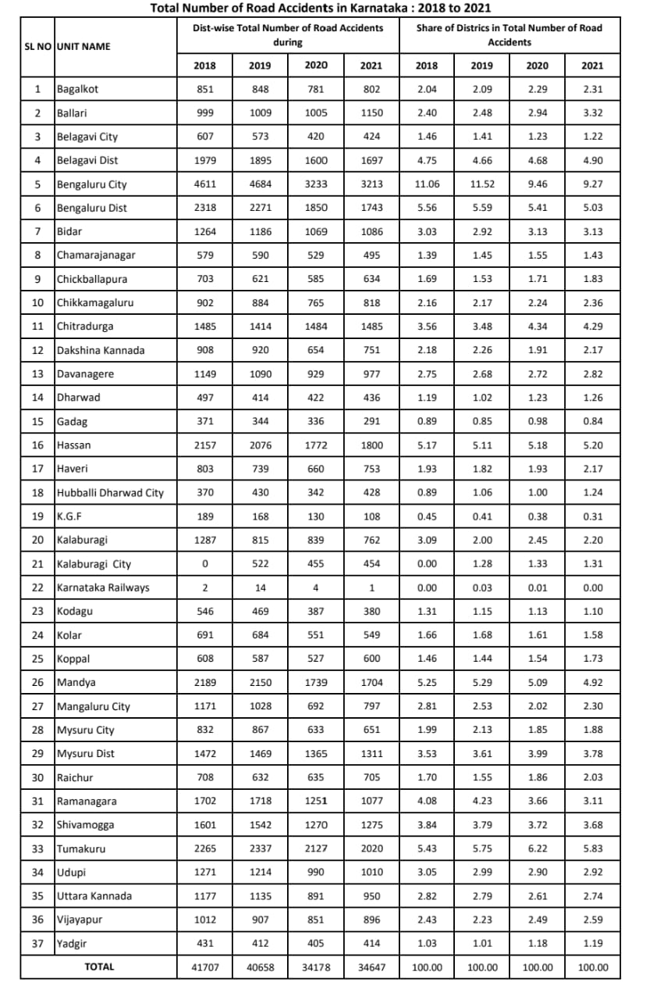 Total Number of Road Accidents in Karnataka : 2018 to 2021
SL NO UNIT NAME Dist-wise Total Number of Road Accidents during Share of Districs in Total Number of Road Accidents
2018 2019 2020 2021 2018 2019 2020 2021
1 Bagalkot 851 848 781 802 2.04 2.09 2.29 2.31
2 Ballari 999 1009 1005 1150 2.40 2.48 2.94 3.32
3 Belagavi City 607 573 420 424 1.46 1.41 1.23 1.22
4 Belagavi Dist 1979 1895 1600 1697 4.75 4.66 4.68 4.90
5 Bengaluru City 4611 4684 3233 3213 11.06 11.52 9.46 9.27
6 Bengaluru Dist 2318 2271 1850 1743 5.56 5.59 5.41 5.03
7 Bidar 1264 1186 1069 1086 3.03 2.92 3.13 3.13
8 Chamarajanagar 579 590 529 495 1.39 1.45 1.55 1.43
9 Chickballapura 703 621 585 634 1.69 1.53 1.71 1.83
10 Chikkamagaluru 902 884 765 818 2.16 2.17 2.24 2.36
11 Chitradurga 1485 1414 1484 1485 3.56 3.48 4.34 4.29
12 Dakshina Kannada 908 920 654 751 2.18 2.26 1.91 2.17
13 Davanagere 1149 1090 929 977 2.75 2.68 2.72 2.82
14 Dharwad 497 414 422 436 1.19 1.02 1.23 1.26
15 Gadag 371 344 336 291 0.89 0.85 0.98 0.84
16 Hassan 2157 2076 1772 1800 5.17 5.11 5.18 5.20
17 Haveri 803 739 660 753 1.93 1.82 1.93 2.17
18 Hubballi Dharwad City 370 430 342 428 0.89 1.06 1.00 1.24
19 K.G.F 189 168 130 108 0.45 0.41 0.38 0.31
20 Kalaburagi 1287 815 839 762 3.09 2.00 2.45 2.20
21 Kalaburagi City 0 522 455 454 0.00 1.28 1.33 1.31
22 Karnataka Railways 2 14 4 1 0.00 0.03 0.01 0.00
23 Kodagu 546 469 387 380 1.31 1.15 1.13 1.10
24 Kolar 691 684 551 549 1.66 1.68 1.61 1.58
25 Koppal 608 587 527 600 1.46 1.44 1.54 1.73
26 Mandya 2189 2150 1739 1704 5.25 5.29 5.09 4.92
27 Mangaluru City 1171 1028 692 797 2.81 2.53 2.02 2.30
28 Mysuru City 832 867 633 651 1.99 2.13 1.85 1.88
29 Mysuru Dist 1472 1469 1365 1311 3.53 3.61 3.99 3.78
30 Raichur 708 632 635 705 1.70 1.55 1.86 2.03
31 Ramanagara 1702 1718 1251 1077 4.08 4.23 3.66 3.11
32 Shivamogga 1601 1542 1270 1275 3.84 3.79 3.72 3.68
33 Tumakuru 2265 2337 2127 2020 5.43 5.75 6.22 5.83
34 Udupi 1271 1214 990 1010 3.05 2.99 2.90 2.92
35 Uttara Kannada 1177 1135 891 950 2.82 2.79 2.61 2.74
36 Vijayapur 1012 907 851 896 2.43 2.23 2.49 2.59
37 Yadgir 431 412 405 414 1.03 1.01 1.18 1.19
TOTAL 41707 40658 34178 34647 100.00 100.00 100.00 100.00